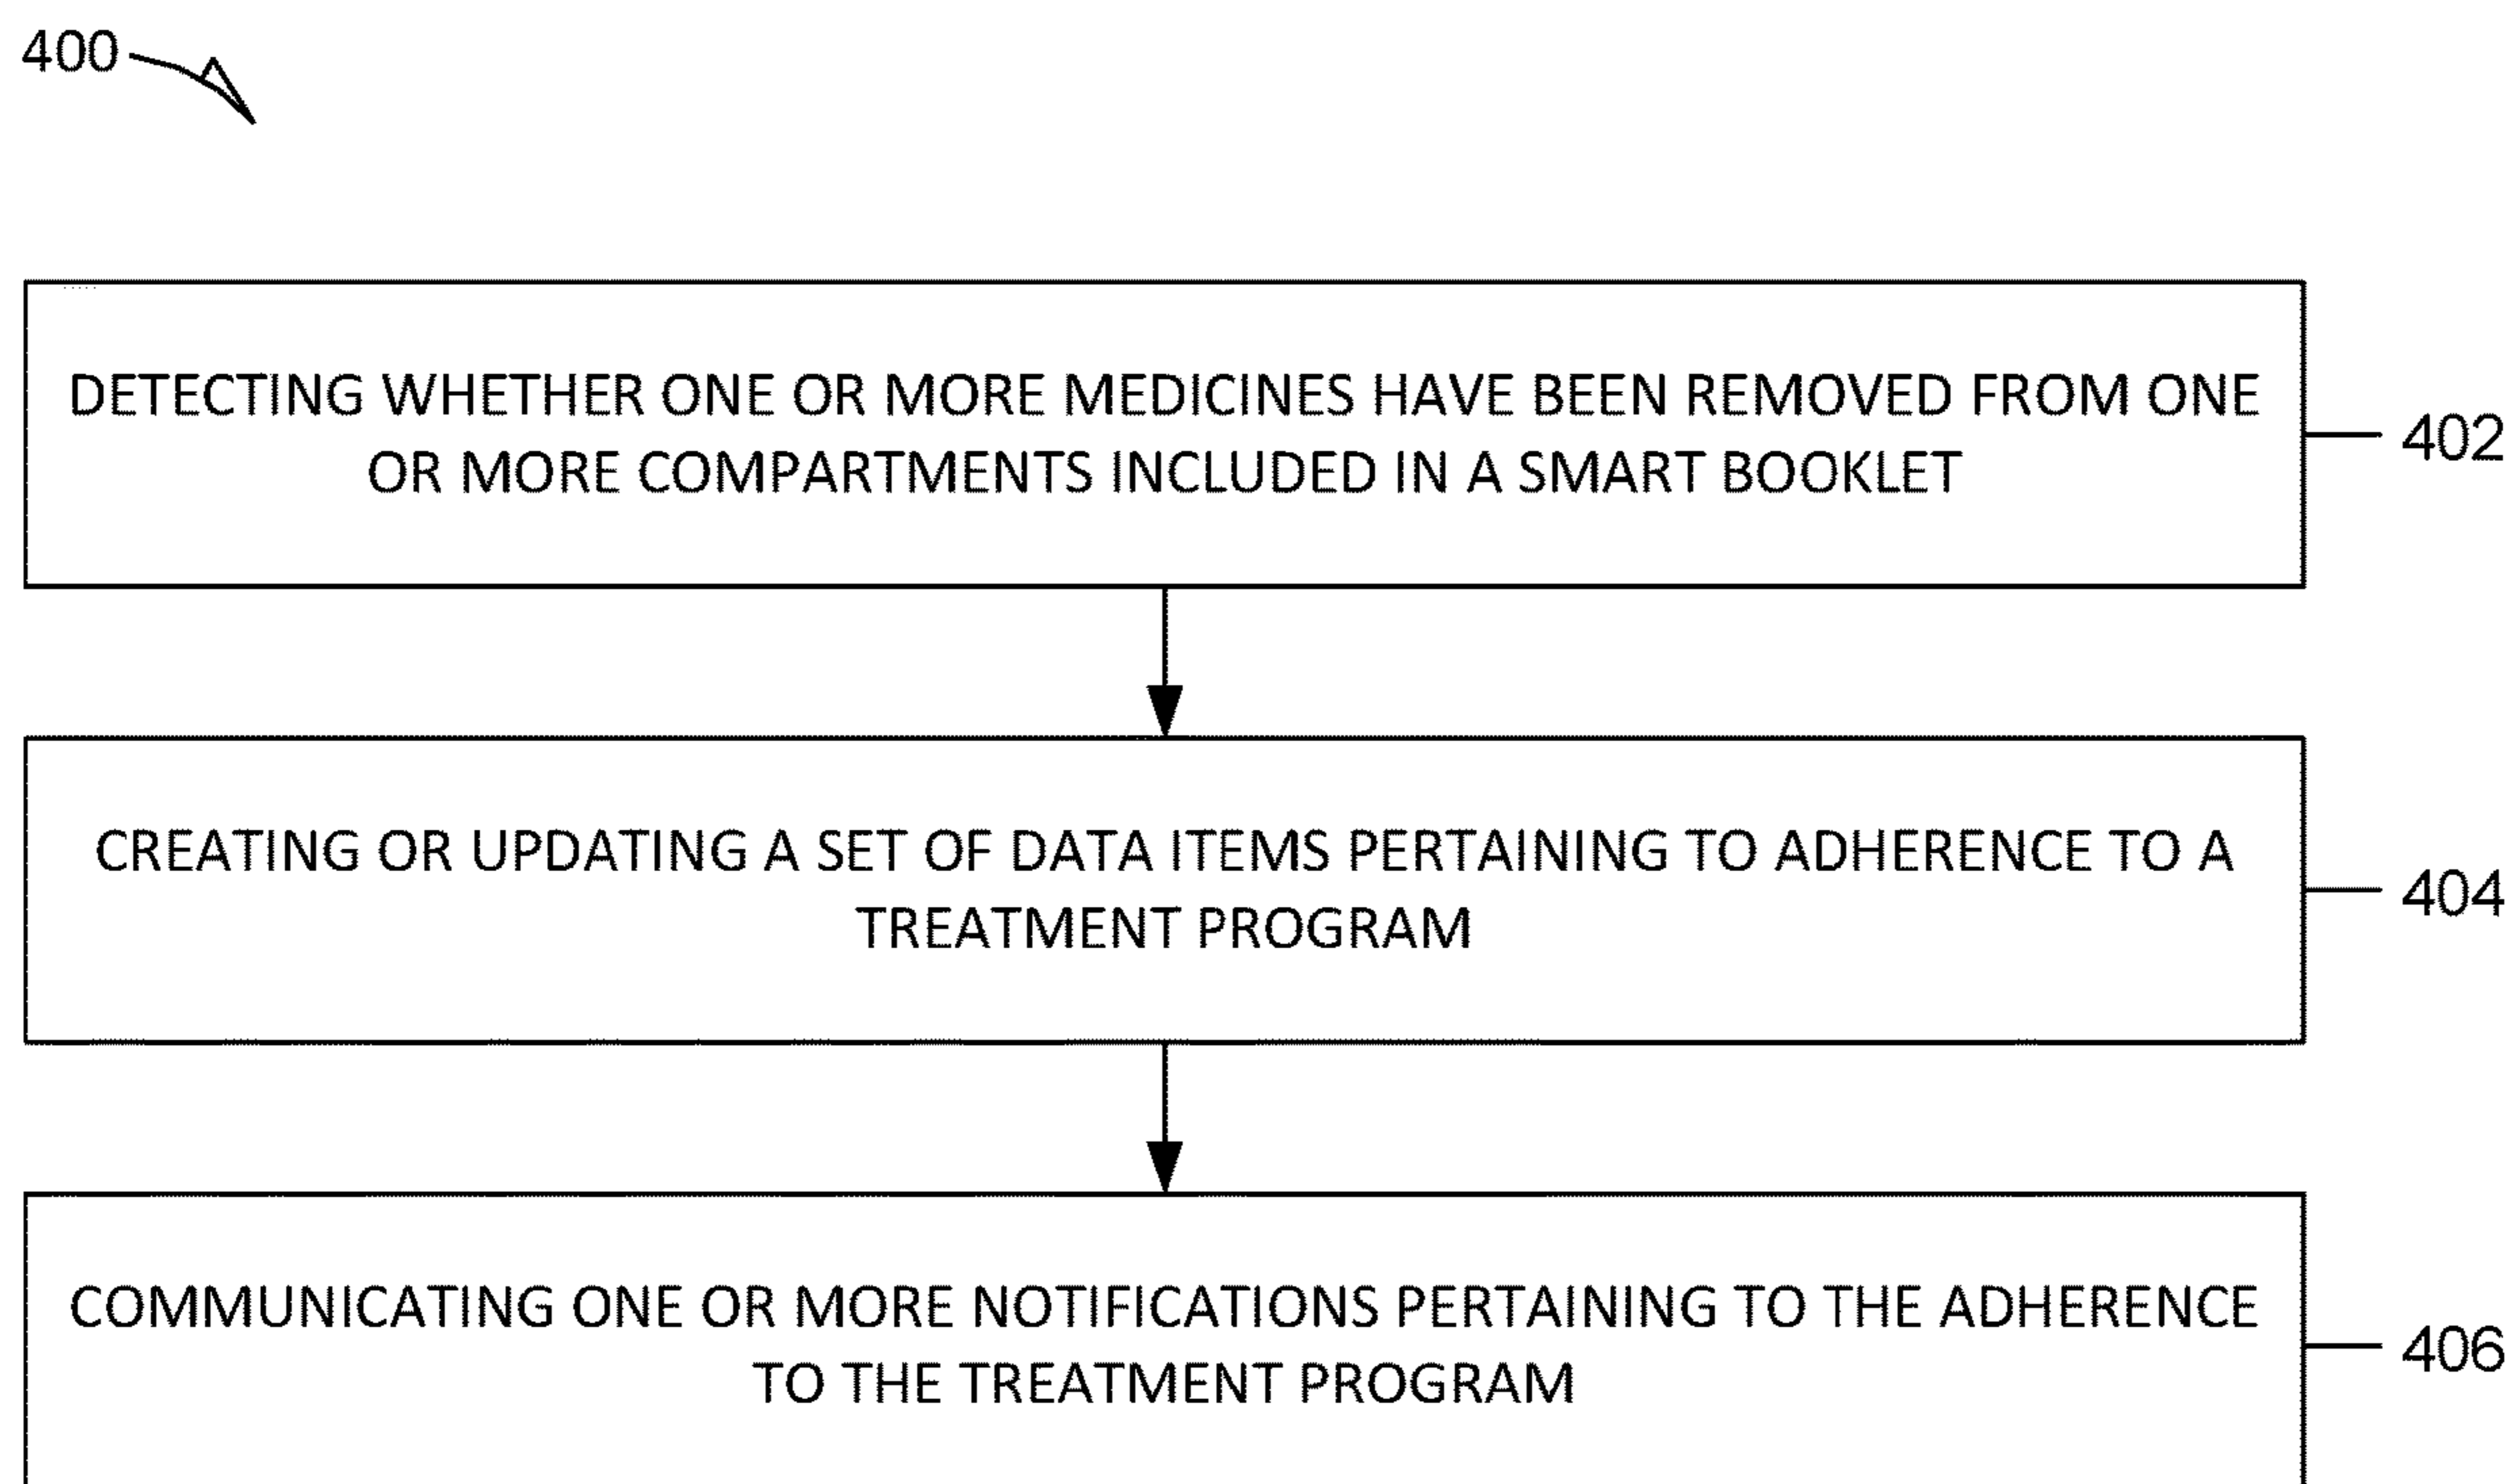 400
DETECTING WHETHER ONE OR MORE MEDICINES HAVE BEEN REMOVED FROM ONE
OR MORE COMPARTMENTS INCLUDED IN A SMART BOOKLET
402
CREATING OR UPDATING A SET OF DATA ITEMS PERTAINING TO ADHERENCE TO A
TREATMENT PROGRAM
404
COMMUNICATING ONE OR MORE NOTIFICATIONS PERTAINING TO THE ADHERENCE
TO THE TREATMENT PROGRAM
406